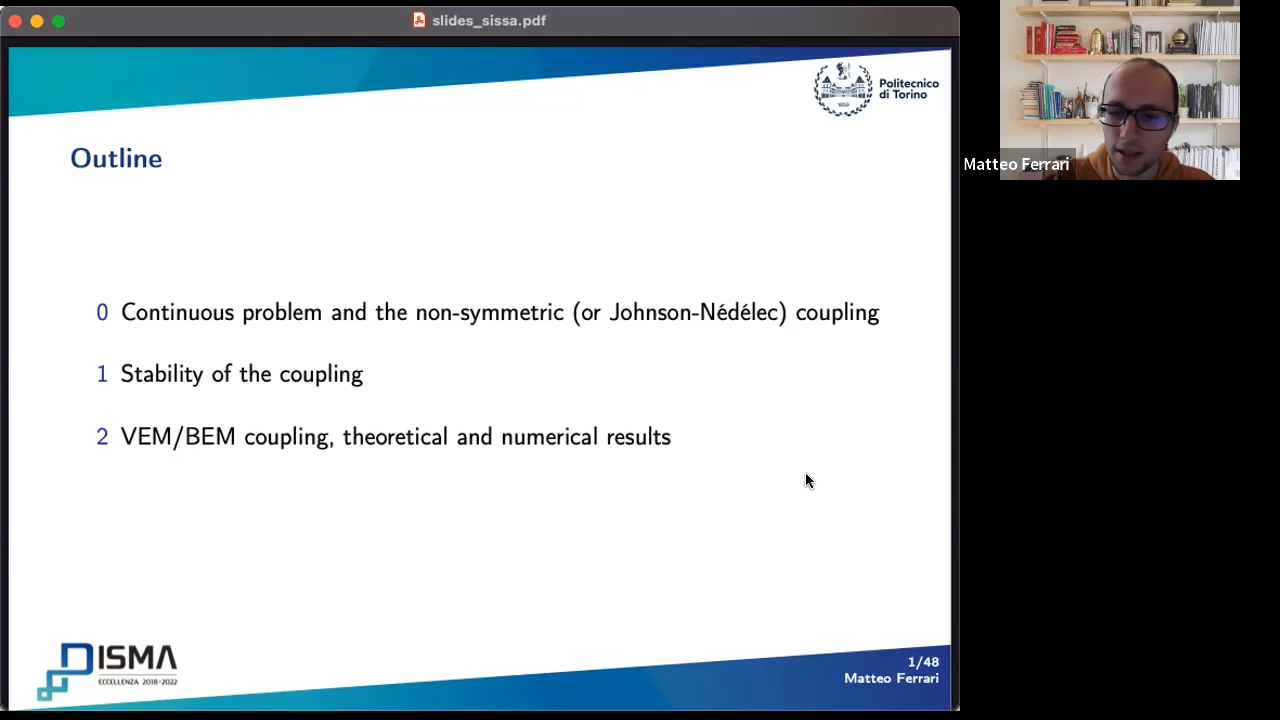 slides_sissa.pdf
Politecnico
di Torino
1859
Outline
0 Continuous problem and the non-symmetric (or Johnson-Nédélec) coupling
1 Stability of the coupling
2 VEM/BEM coupling, theoretical and numerical results
DISMA
ECCELLENZA 2018-2022
1/48
Matteo Ferrari
Matteo Ferrari